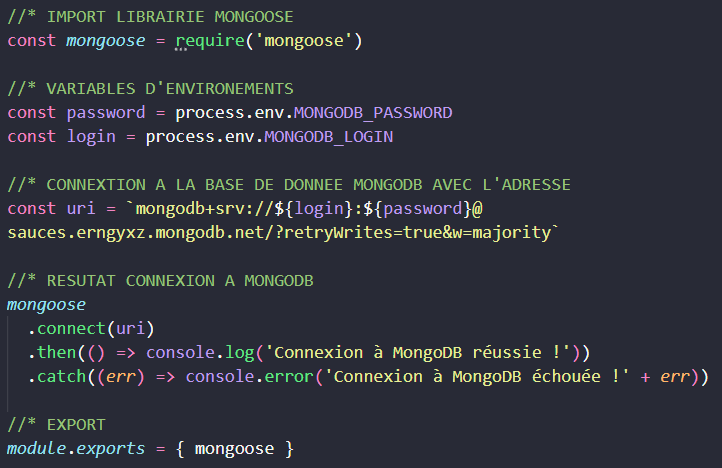 //* IMPORT LIBRAIRIE MONGOOSE
const mongoose = require('mongoose')
//* VARIABLES D'ENVIRONEMENTS
const password = process.env.MONGODB_PASSWORD
const login = process.env.MONGODB_LOGIN
//* CONNEXTION A LA BASE DE DONNEE MONGODB AVEC L'ADRESSE
const uri = `mongodb+srv://${login}:${password}@
sauces.erngyxz.mongodb.net/?retryWrites=true&w=majority`
//* RESUTAT CONNEXION A MONGODB
mongoose
.connect(uri)
.then(() => console.log('Connexion à MongoDB réussie !'))
.catch((err) => console.error('Connexion à MongoDB échouée !' + err))
//* EXPORT
module.exports = { mongoose }